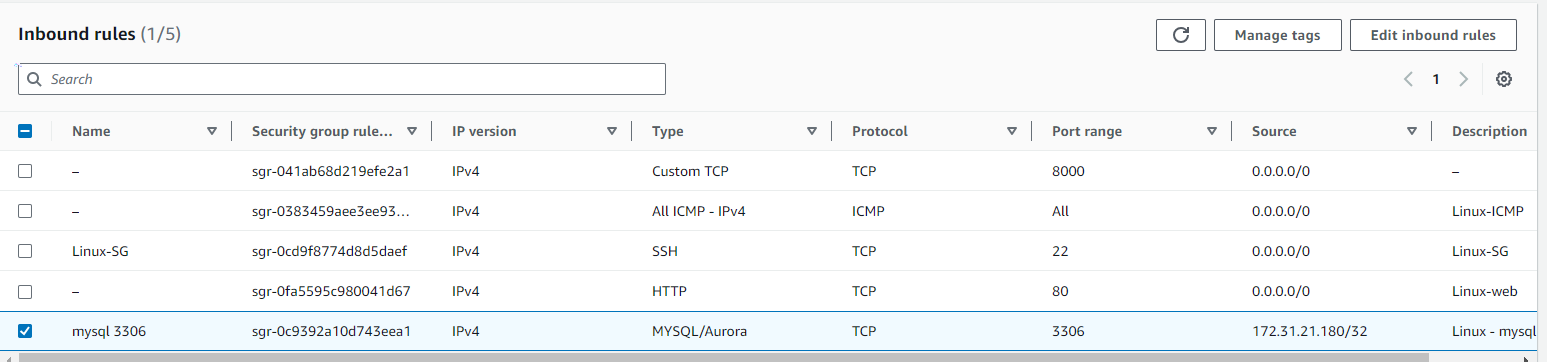 Inbound rules (1/5)
Manage tags
Edit inbound rules
Search
1
Name Security group rule... IP version Type Protocol Port range Source Description
– sgr-041ab68d219efe2a1 IPv4 Custom TCP TCP 8000 0.0.0.0/0 –
– sgr-0383459aee3ee93... IPv4 All ICMP - IPv4 ICMP All 0.0.0.0/0 Linux-ICMP
Linux-SG sgr-0cd9f8774d8d5daef IPv4 SSH TCP 22 0.0.0.0/0 Linux-SG
– sgr-0fa5595c980041d67 IPv4 HTTP TCP 80 0.0.0.0/0 Linux-web
mysql 3306 sgr-0c9392a10d743eea1 IPv4 MYSQL/Aurora TCP 3306 172.31.21.180/32 Linux - mysql